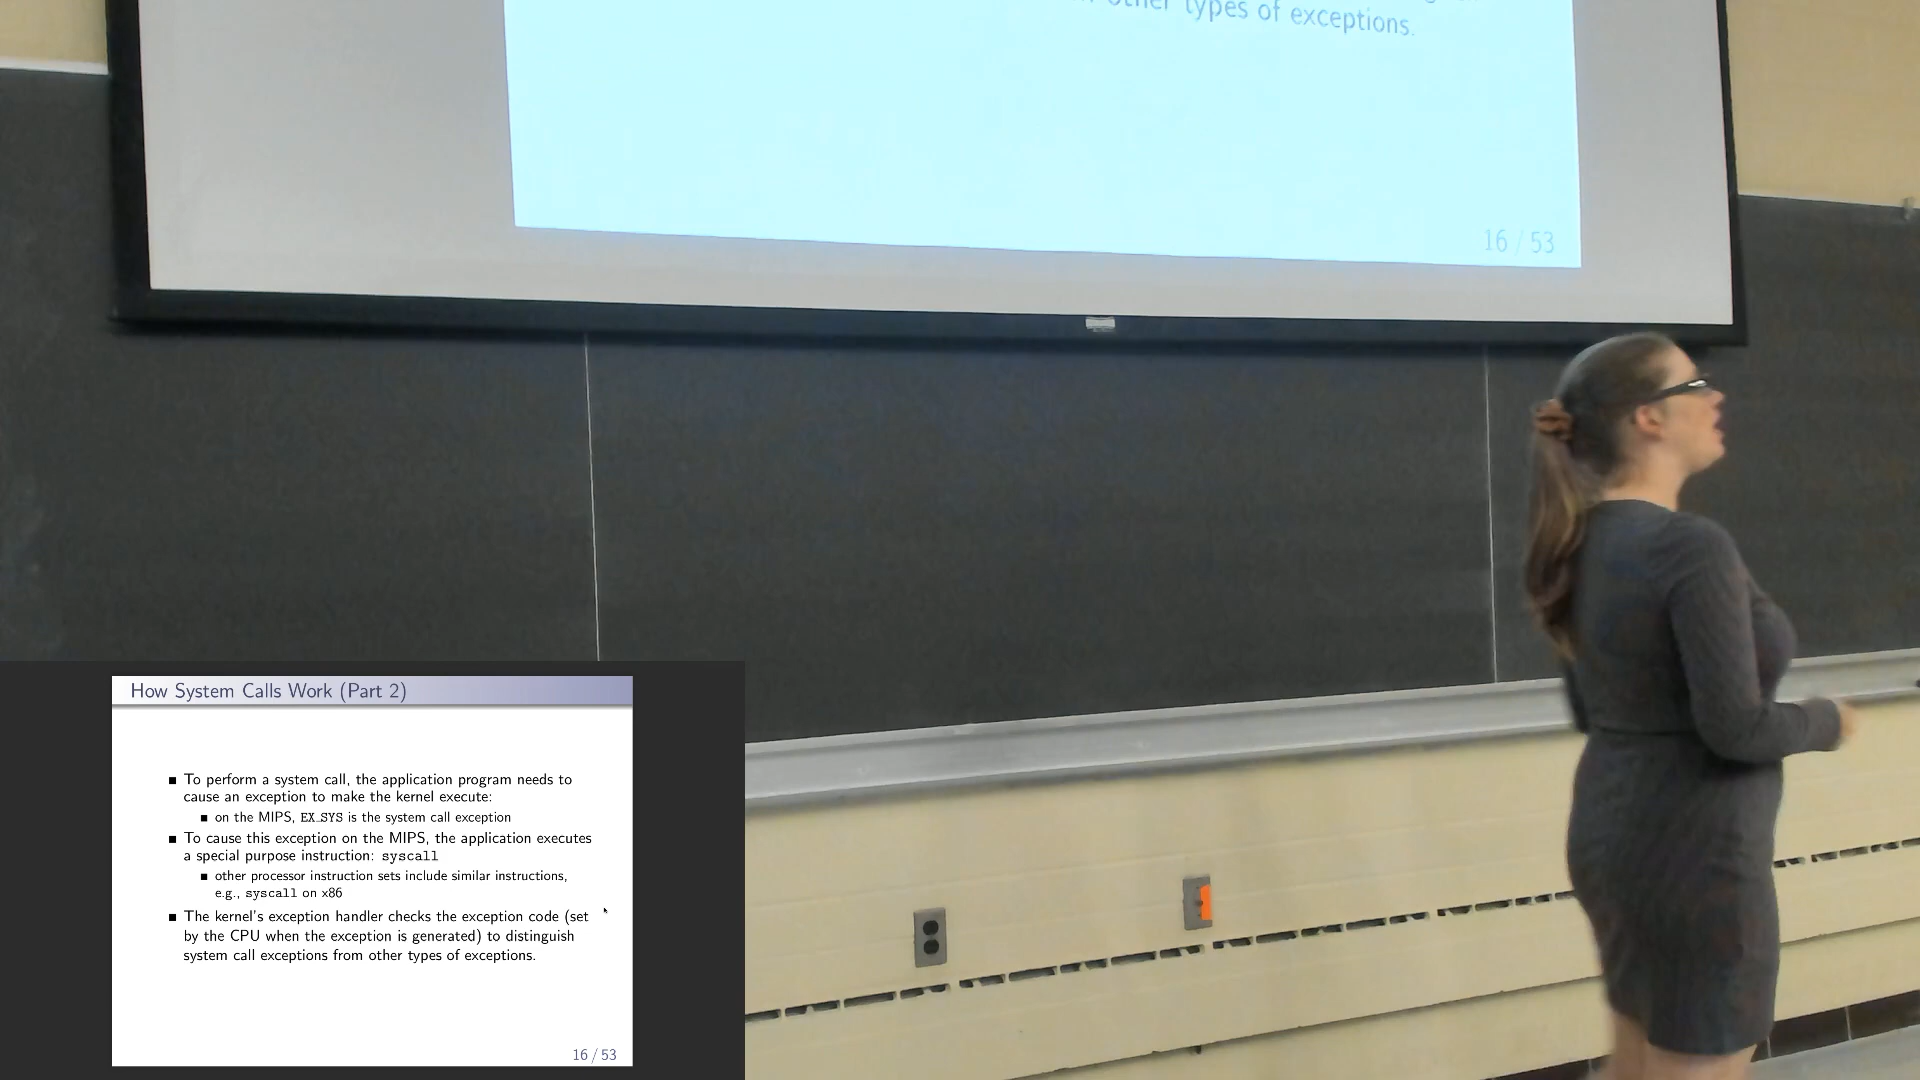 other types of exceptions.
16 / 53
How System Calls Work (Part 2)
■ To perform a system call, the application program needs to
cause an exception to make the kernel execute:
■ on the MIPS, EX_SYS is the system call exception
■ To cause this exception on the MIPS, the application executes
a special purpose instruction: syscall
■ other processor instruction sets include similar instructions,
e.g., syscall on x86
■ The kernel's exception handler checks the exception code (set
by the CPU when the exception is generated) to distinguish
system call exceptions from other types of exceptions.
16 / 53